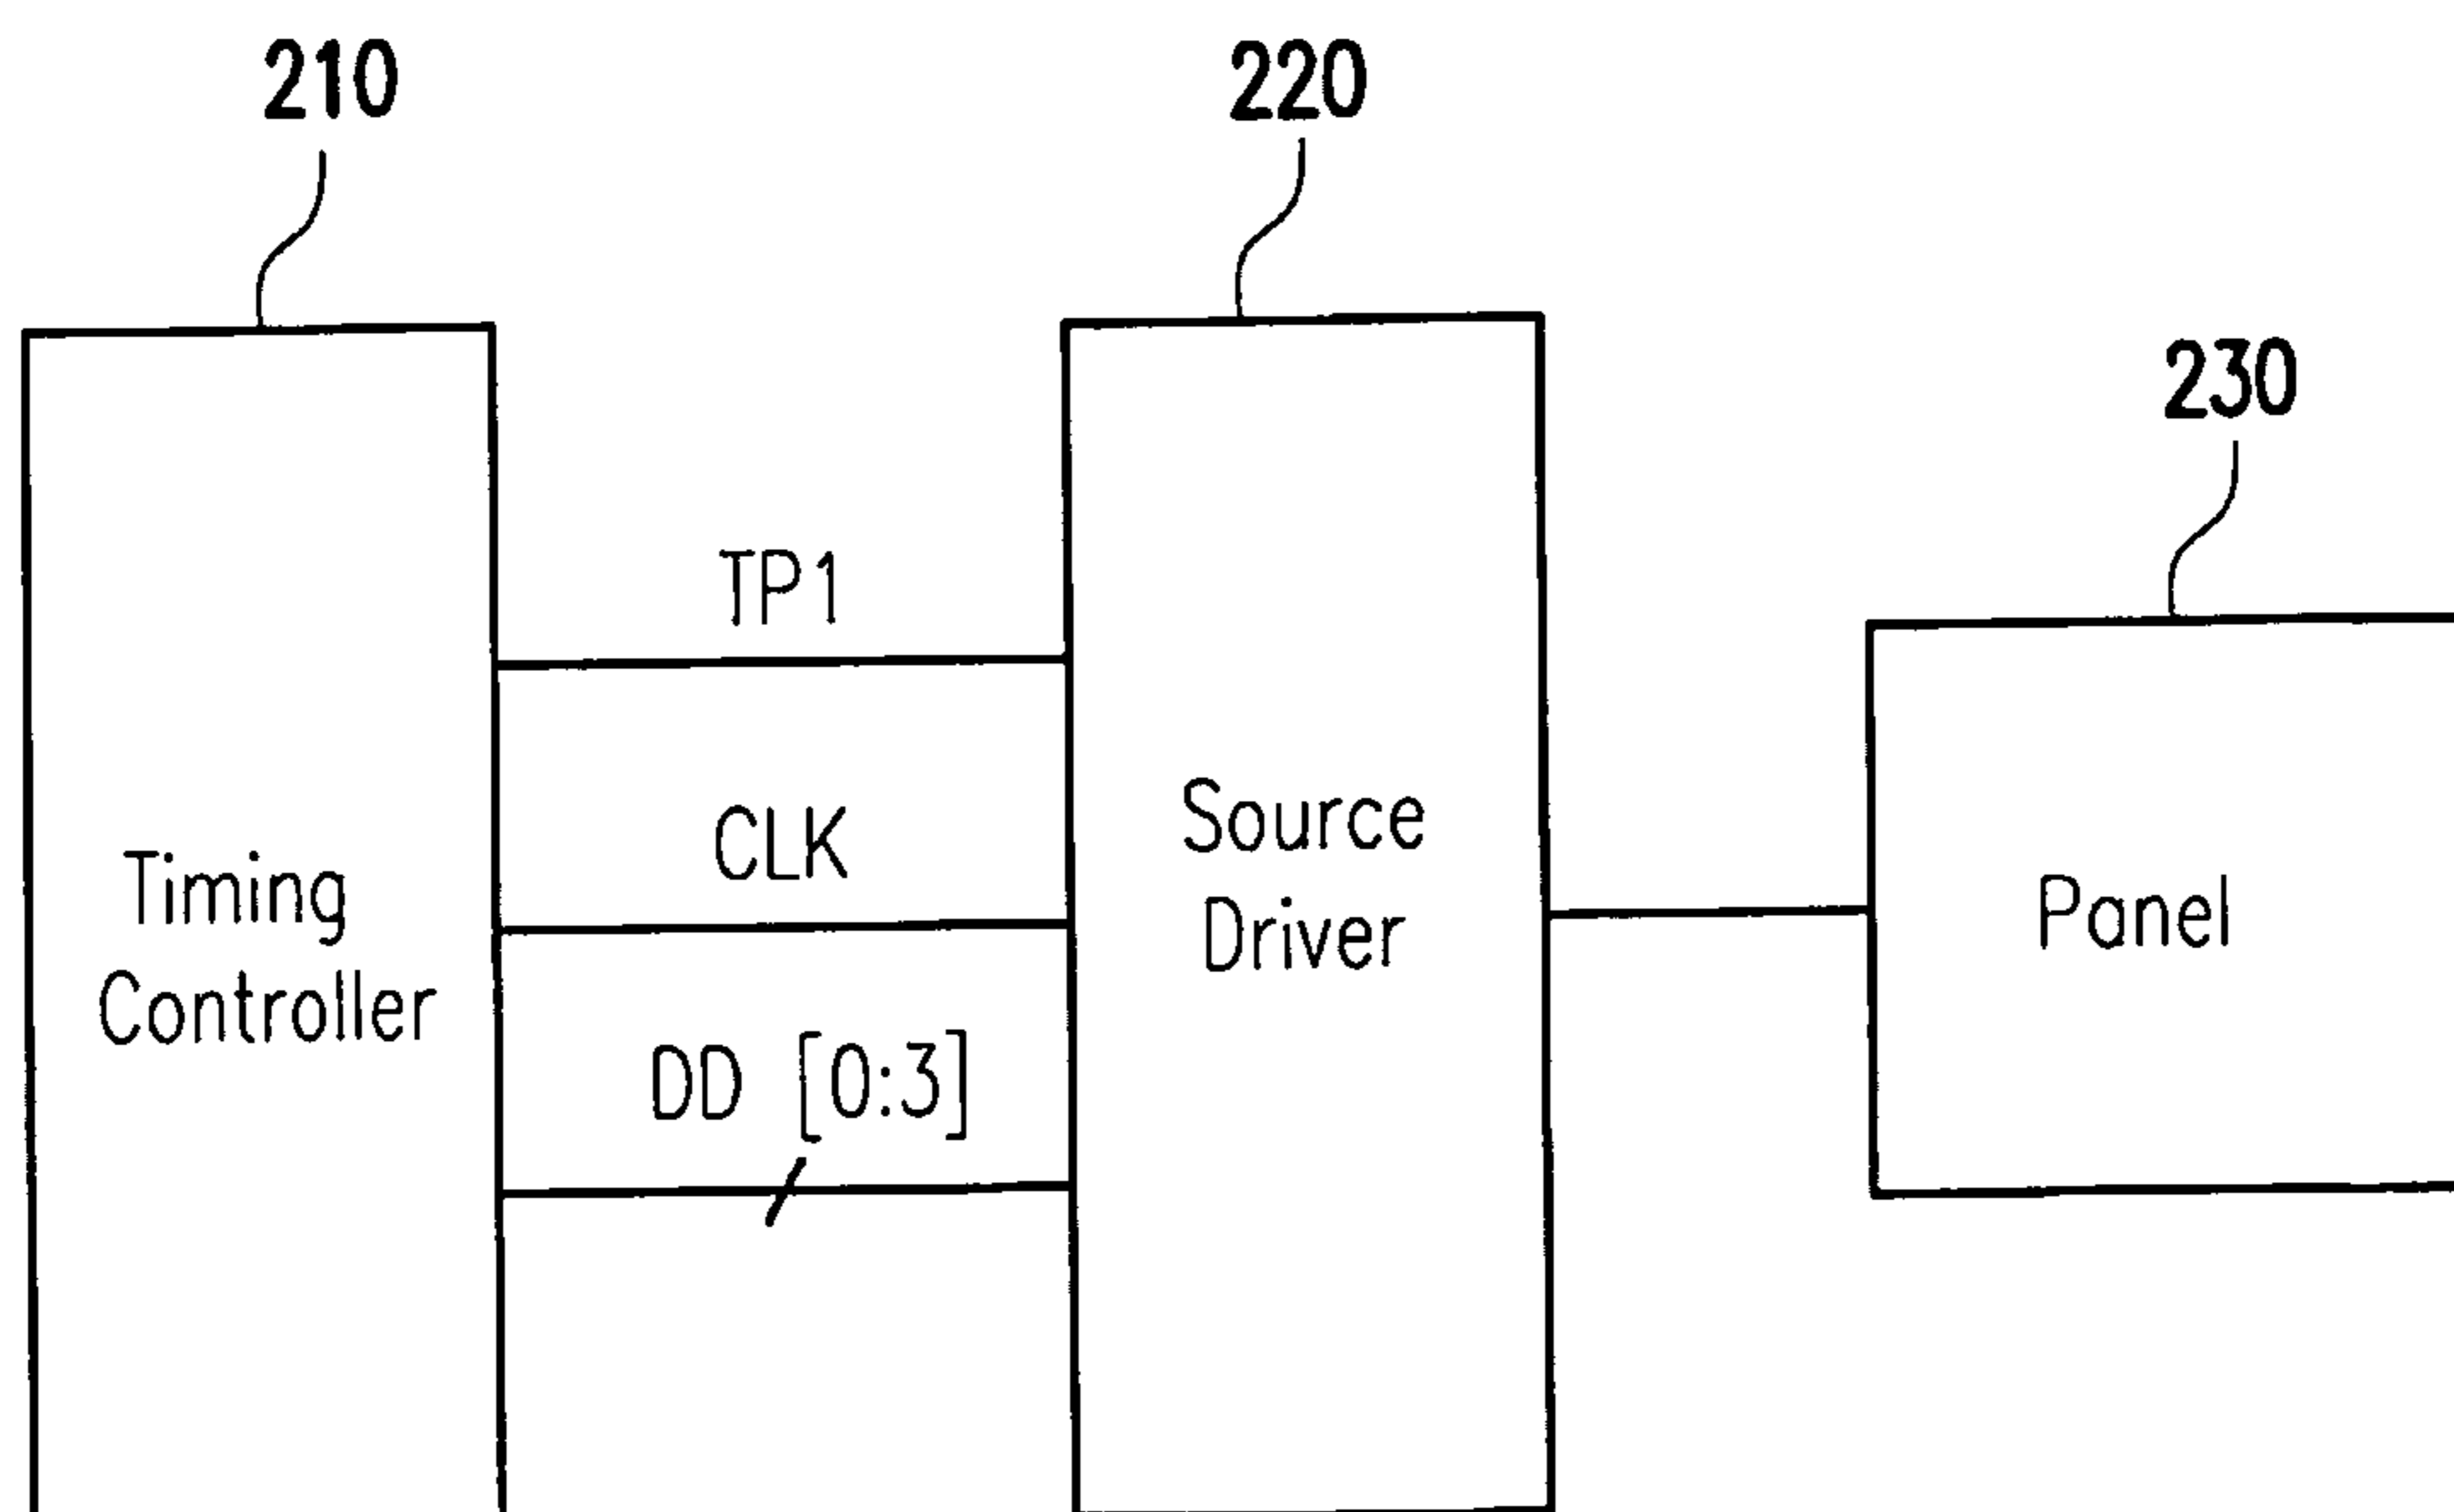 210
220
230
TP1
CLK
DD [0:3]
Timing
Controller
Source
Driver
Panel